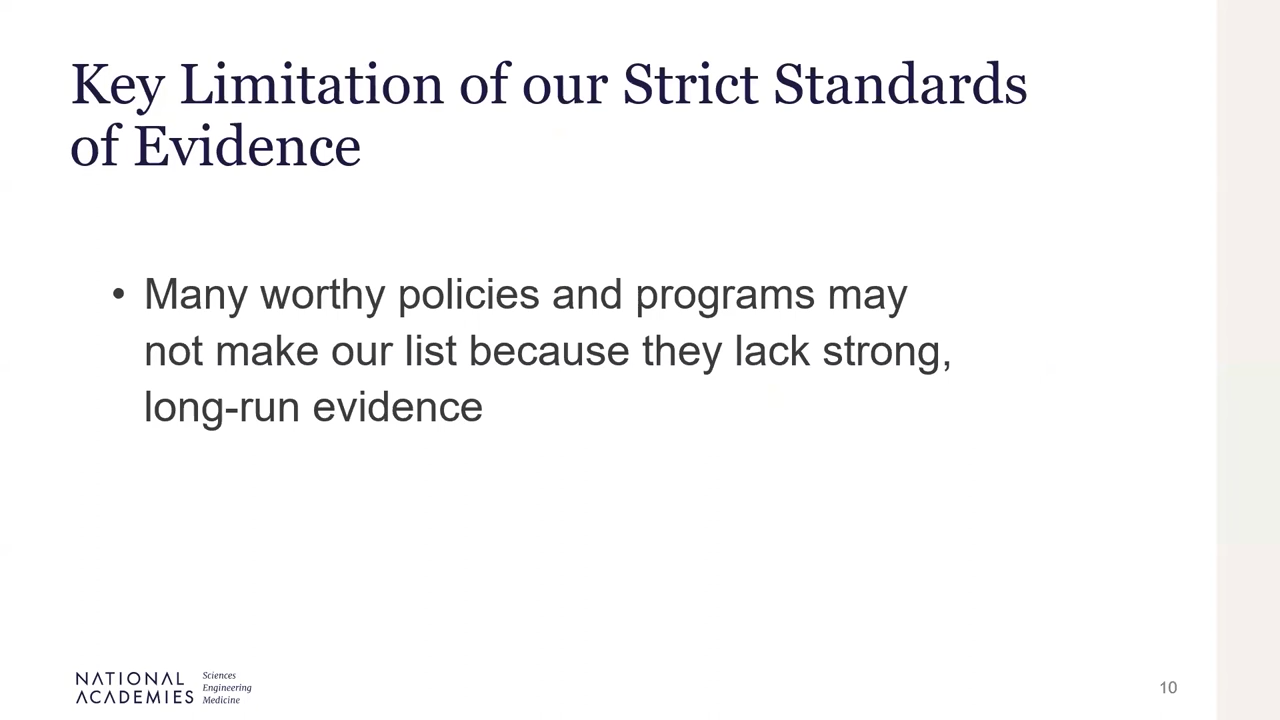 Key Limitation of our Strict Standards
of Evidence
• Many worthy policies and programs may
not make our list because they lack strong,
long-run evidence
NATIONAL ACADEMIES
Sciences
Engineering
Medicine
10